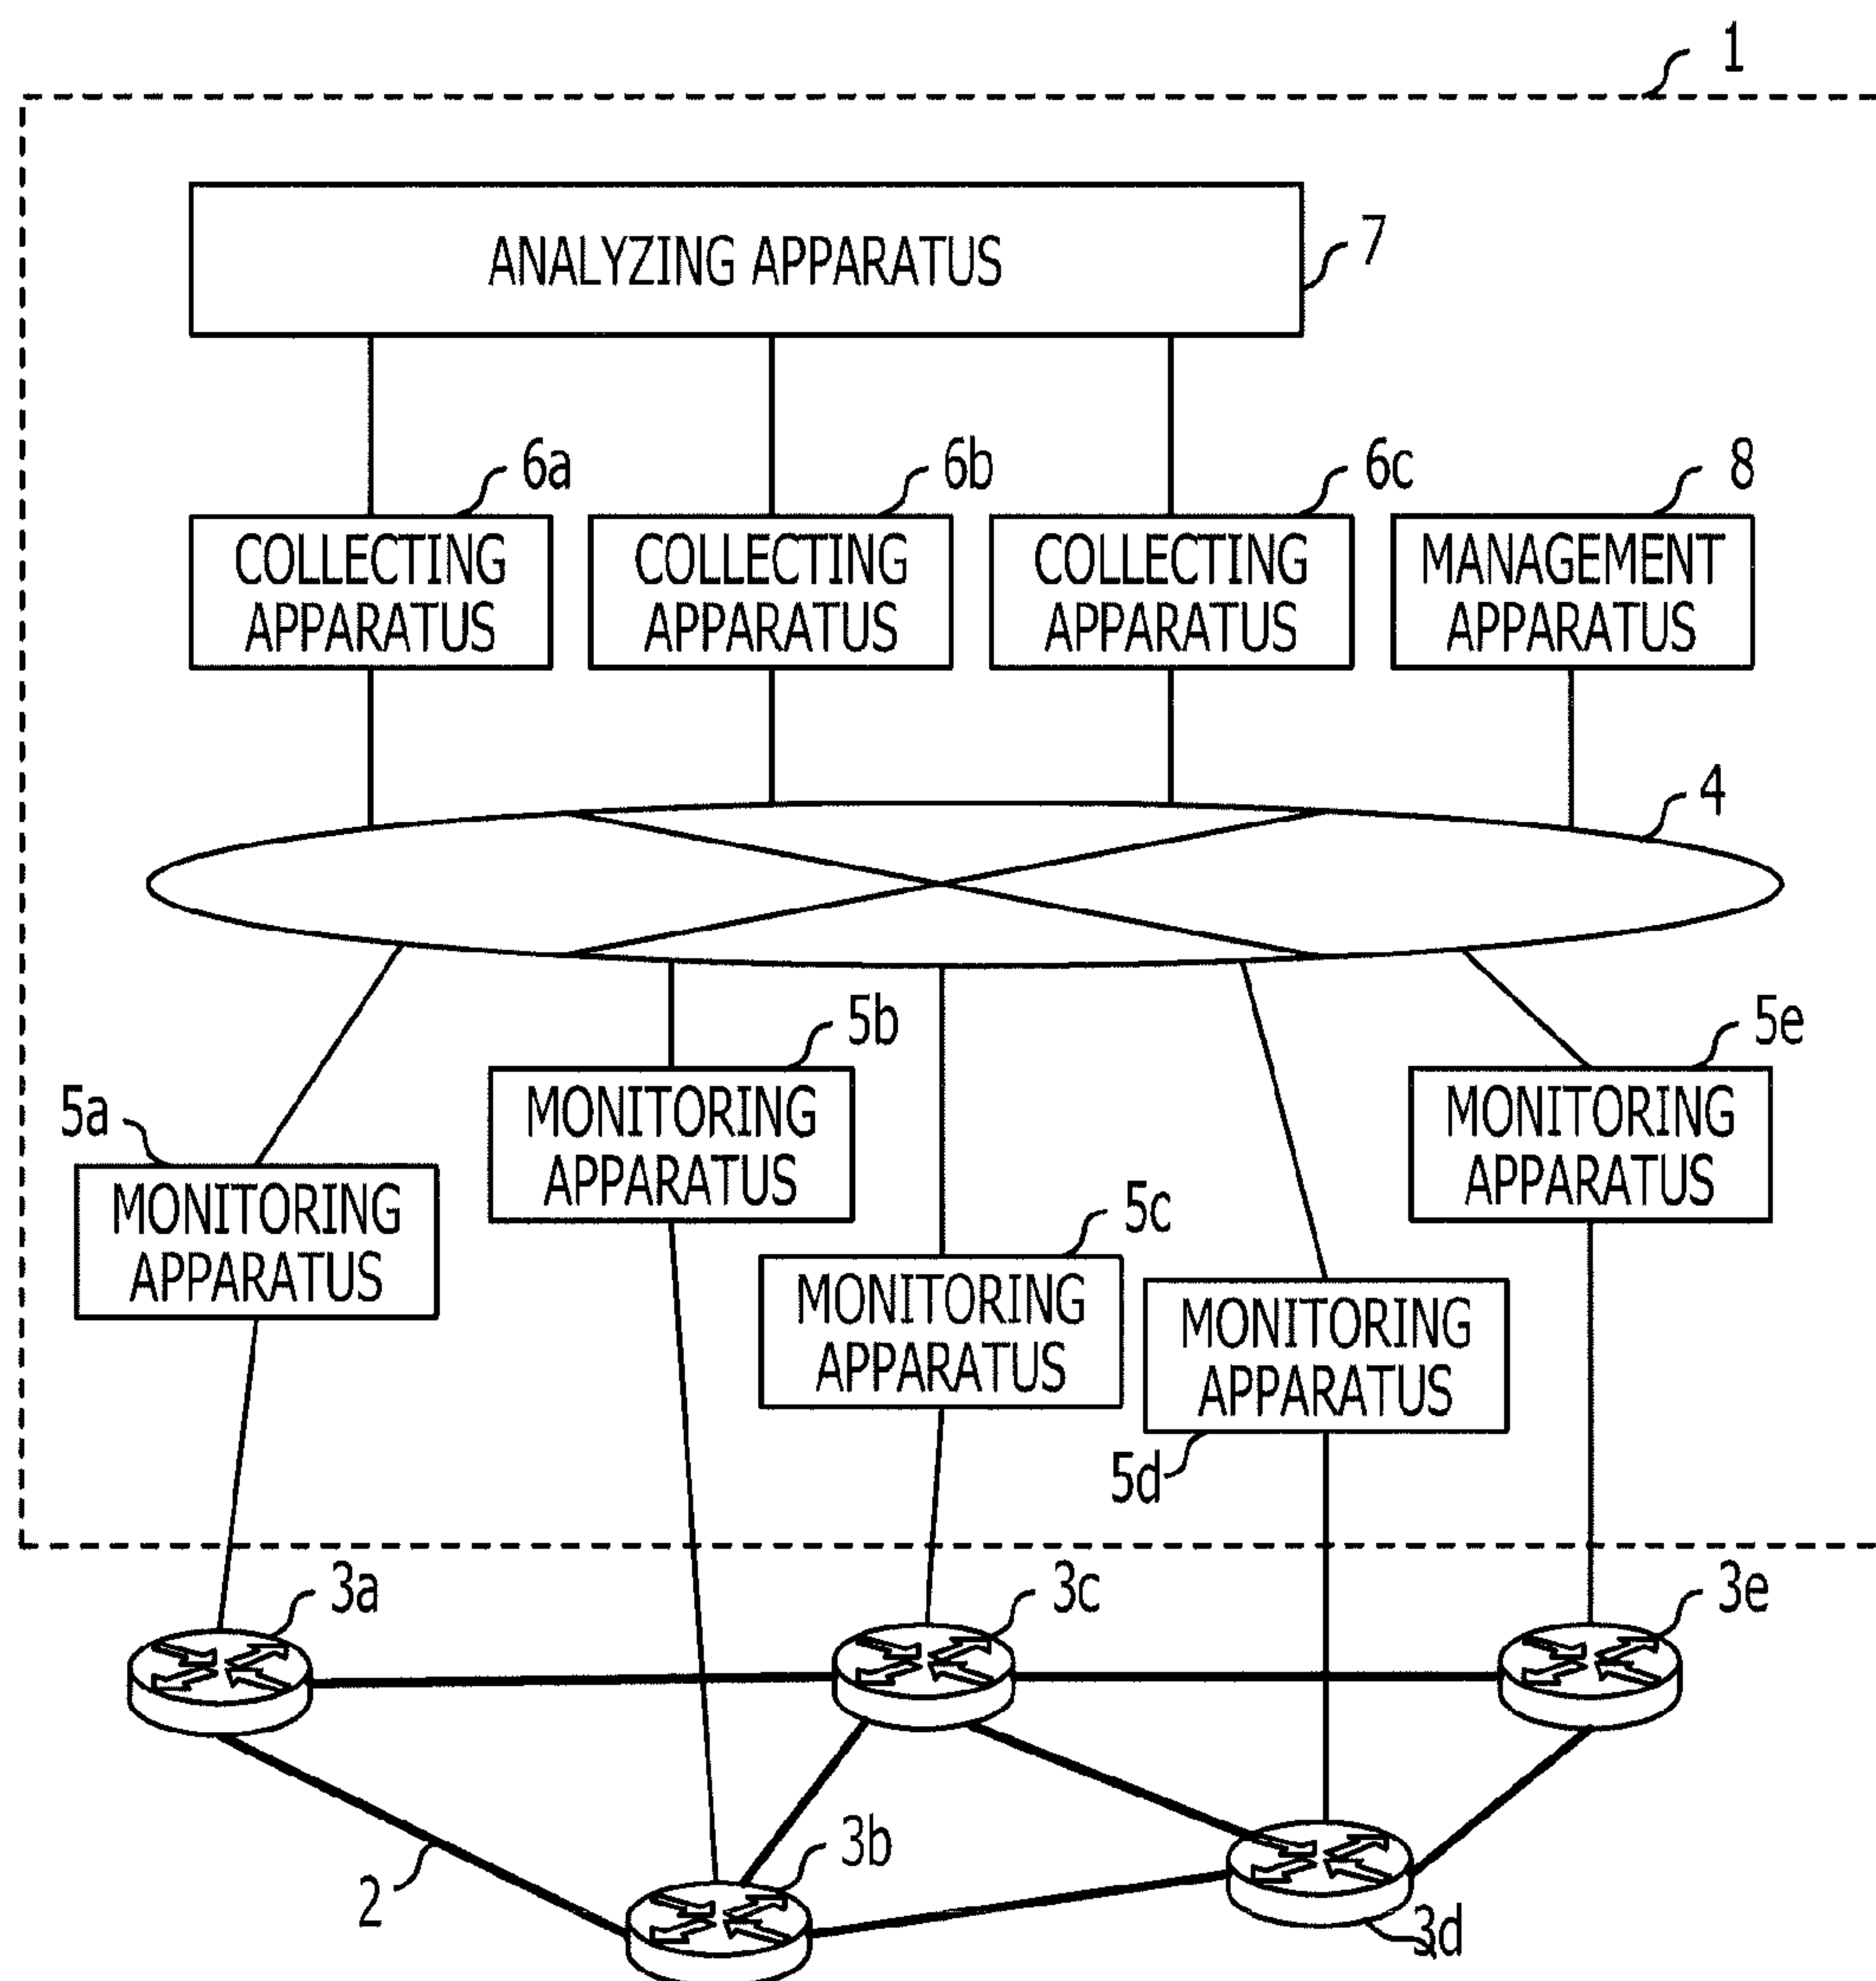 1
ANALYZING APPARATUS
7
6a
6b
6c
8
COLLECTING
APPARATUS
COLLECTING
APPARATUS
COLLECTING
APPARATUS
MANAGEMENT
APPARATUS
4
5b
5e
5a
MONITORING
APPARATUS
MONITORING
APPARATUS
MONITORING
APPARATUS
5c
MONITORING
APPARATUS
MONITORING
APPARATUS
5d
3a
3c
3e
3b
2
3d